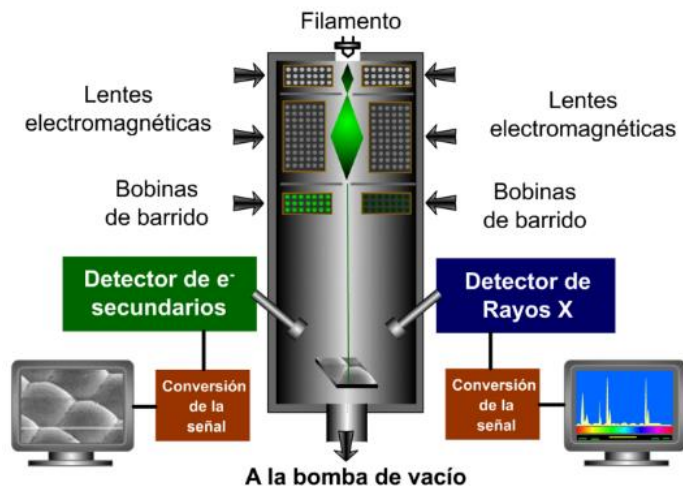 Filamento
Lentes
electromagnéticas
Lentes
electromagnéticas
Bobinas
de barrido
Bobinas
de barrido
Detector de e-
secundarios
Detector de
Rayos X
Conversión
de la
señal
Conversión
de la
señal
A la bomba de vacío